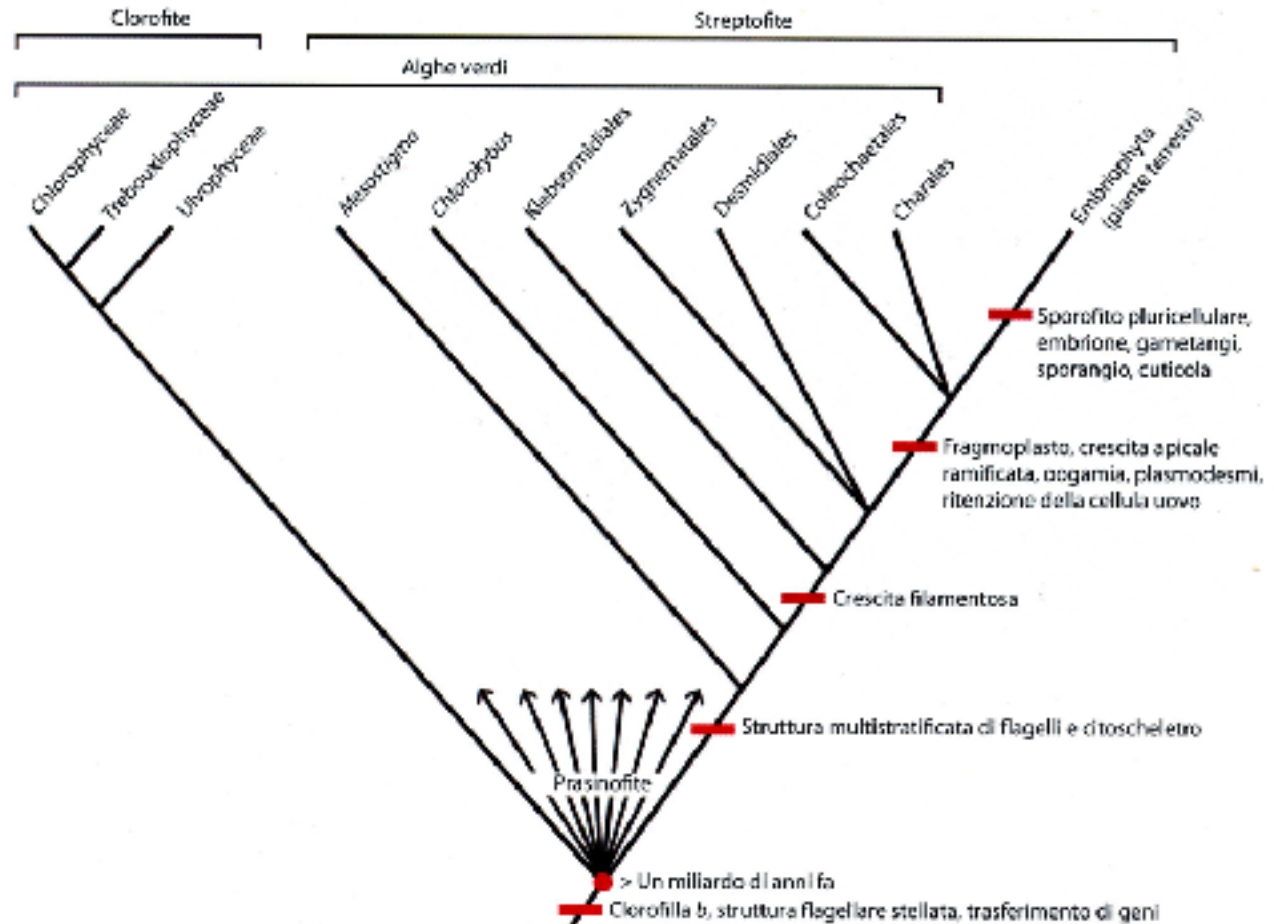 Clorofite
Streptofite
Alghe verdi
Chlorophyceae
Trebouxiophyceae
Ulvophyceae
Mesostigma
Chlorokybus
Klebsormidiales
Zygnematales
Desmidiales
Coleochaetales
Charales
Embriophyta
(piante terrestri)
Sporofito pluricellulare,
embrione, gametangi,
sporangio, cuticola
Fragmoplasto, crescita apicale
ramificata, oogamia, plasmodesmi,
ritenzione della cellula uovo
Crescita filamentosa
Struttura multistratificata di flagelli e citoscheletro
Prasinofite
> Un miliardo di anni fa
Clorofilla b, struttura flagellare stellata, trasferimento di geni